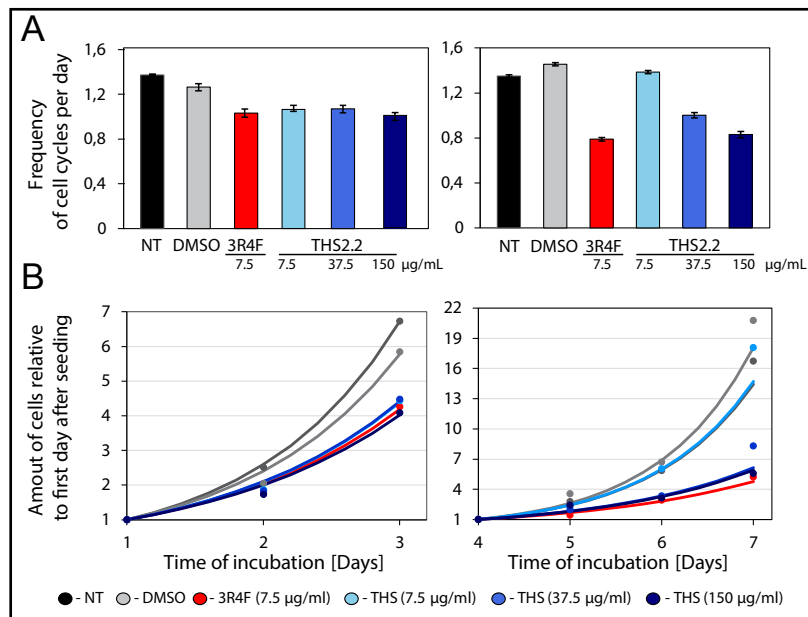 A
Frequency
of cell cycles per day
1,6
1,2
0,8
0,4
0
NT DMSO 3R4F THS2.2
7.5 7.5 37.5 150 µg/mL
1,6
1,2
0,8
0,4
0
NT DMSO 3R4F THS2.2
7.5 7.5 37.5 150 µg/mL
B
Amout of cells relative
to first day after seeding
7
6
5
4
3
2
1
1 2 3
Time of incubation [Days]
22
19
16
13
10
7
4
1
4 5 6 7
Time of incubation [Days]
- NT - DMSO - 3R4F (7.5 µg/ml) - THS (7.5 µg/ml) - THS (37.5 µg/ml) - THS (150 µg/ml)